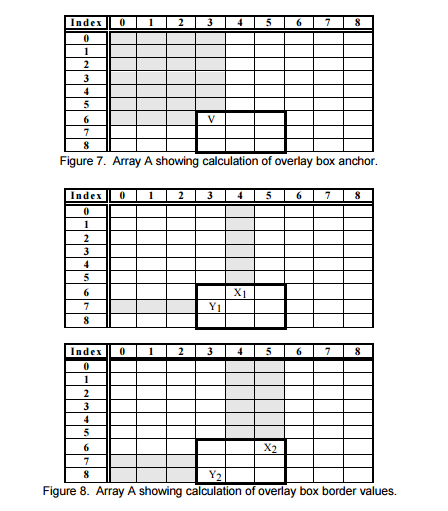 Index 0 1 2 3 4 5 6 7 8
0
1
2
3
4
5
6 V
7
8
Figure 7. Array A showing calculation of overlay box anchor.
Index 0 1 2 3 4 5 6 7 8
0
1
2
3
4
5
6 X1
7 Y1
8
Index 0 1 2 3 4 5 6 7 8
0
1
2
3
4
5
6 X2
7
8 Y2
Figure 8. Array A showing calculation of overlay box border values.